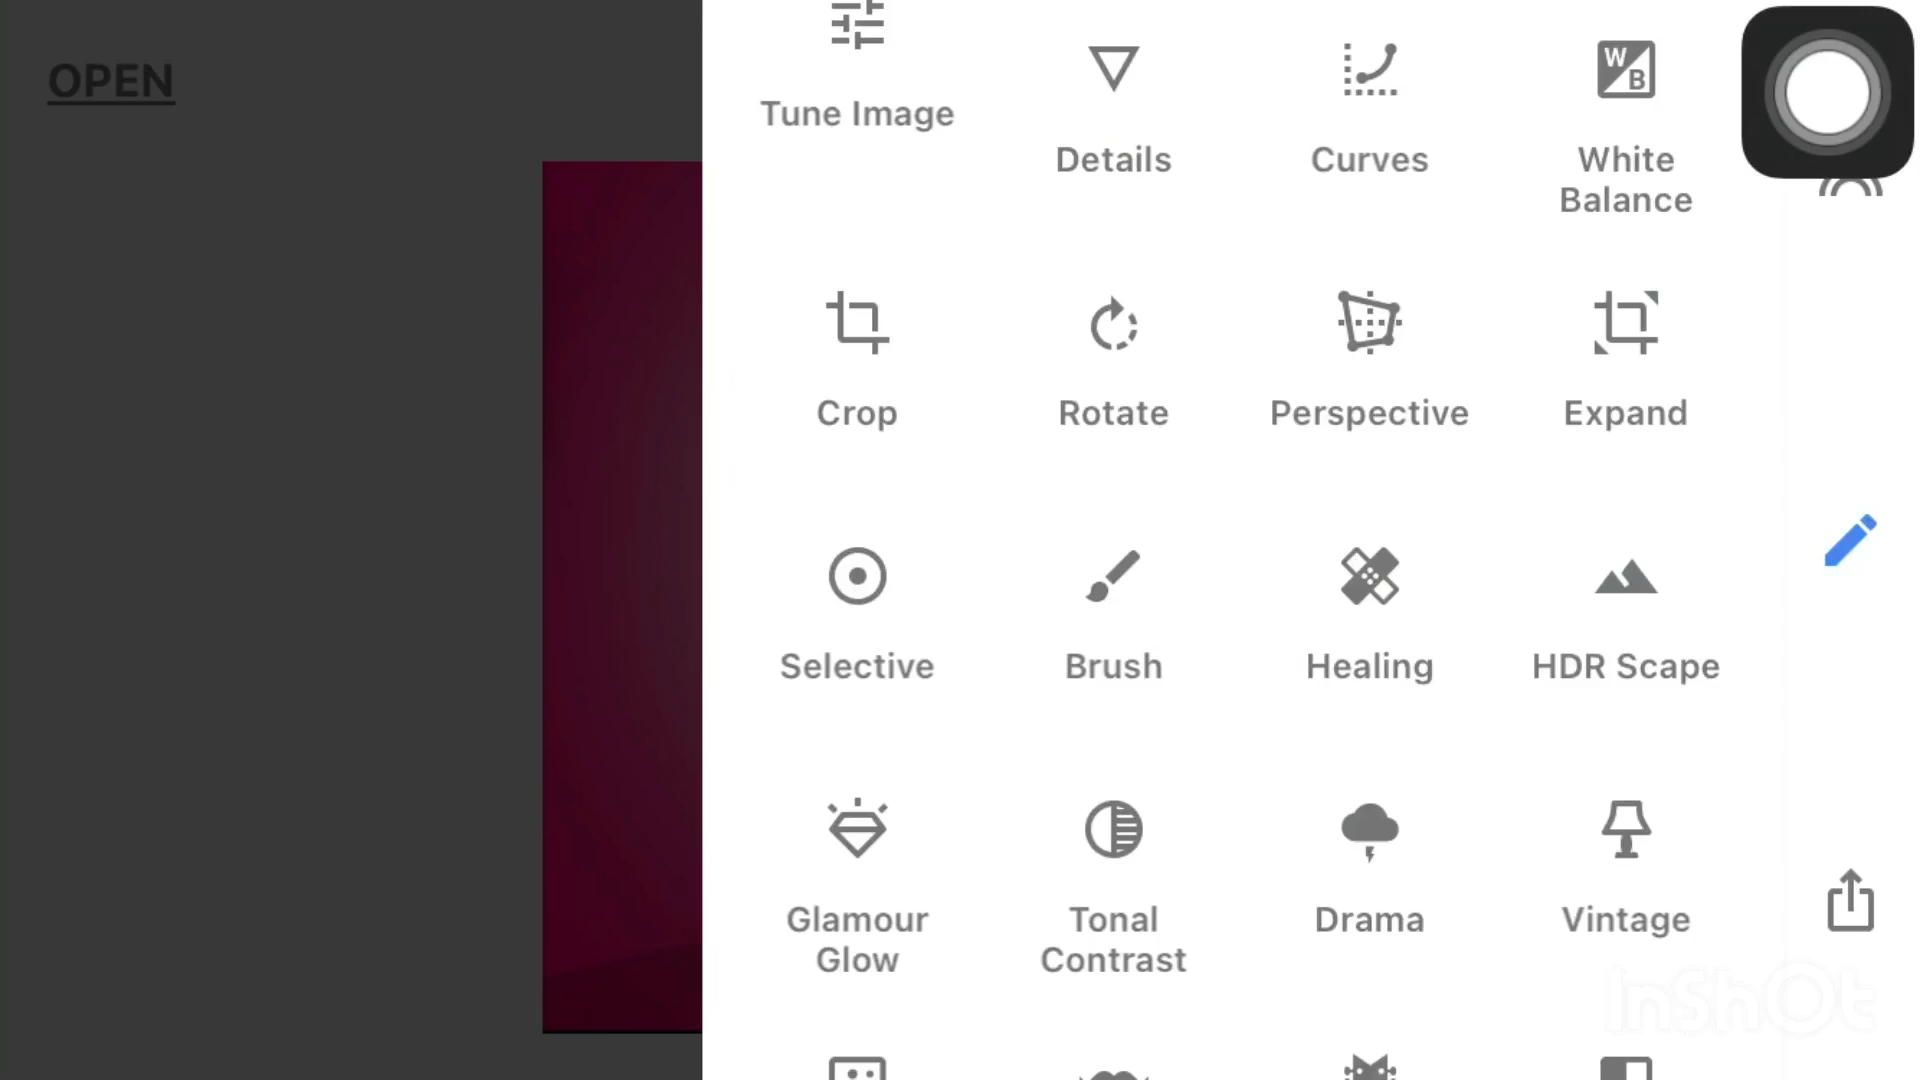 OPEN
Tune Image
Details
Curves
W
B
White
Balance
Crop
Rotate
Perspective
Expand
Selective
Brush
Healing
HDR Scape
Glamour
Glow
Tonal
Contrast
Drama
Vintage
InShOt